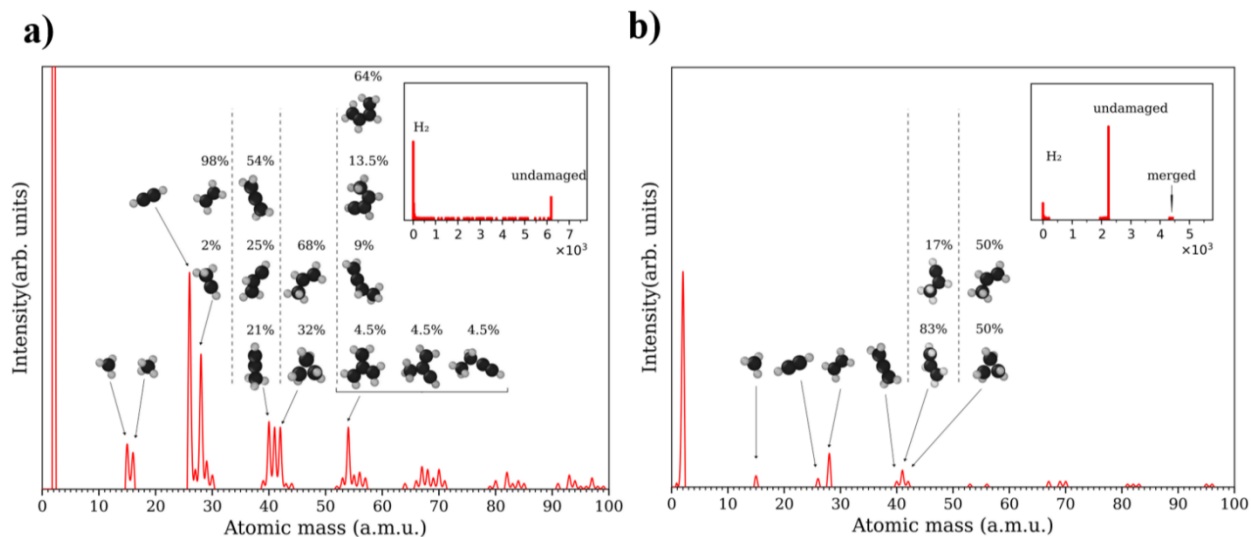 a)
64%
H₂
98% 54% 13.5%
undamaged
0 1 2 3 4 5 6 7
×10³
2% 25% 68% 9%
21% 32% 4.5% 4.5% 4.5%
Intensity(arb. units)
0 10 20 30 40 50 60 70 80 90 100
Atomic mass (a.m.u.)
b)
undamaged
H₂
merged
0 1 2 3 4 5
×10³
17% 50%
83% 50%
Intensity(arb. units)
0 10 20 30 40 50 60 70 80 90 100
Atomic mass (a.m.u.)